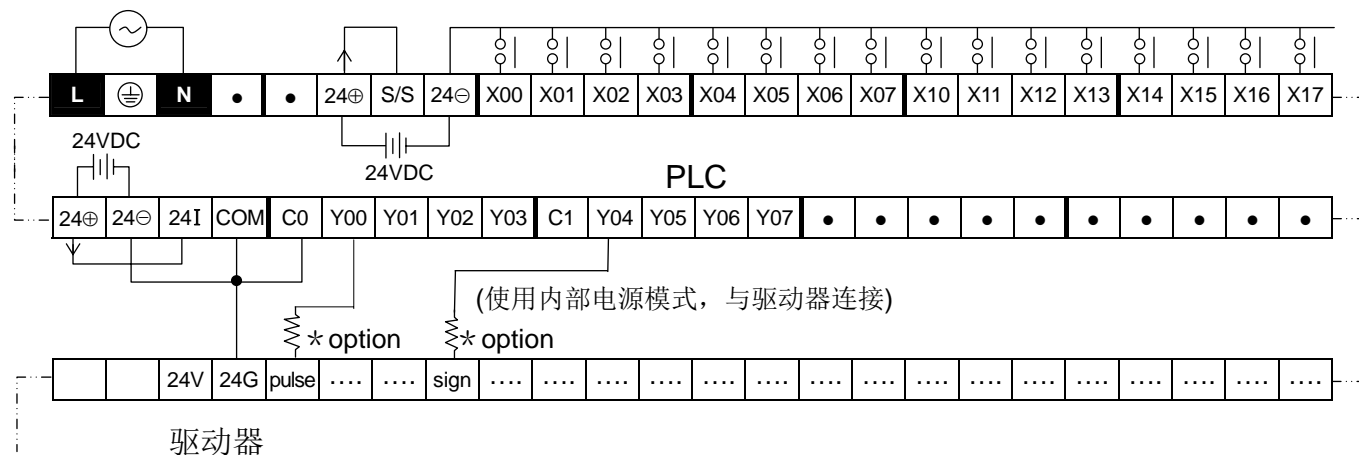 L ⏚ N • • 24⊕ S/S 24⊖ X00 X01 X02 X03 X04 X05 X06 X07 X10 X11 X12 X13 X14 X15 X16 X17
24VDC
24VDC
PLC
24⊕ 24⊖ 24I COM C0 Y00 Y01 Y02 Y03 C1 Y04 Y05 Y06 Y07 • • • • • • • • • •
(使用内部电源模式，与驱动器连接)
*option *option
24V 24G pulse .... .... sign .... .... .... .... .... .... .... .... .... .... .... .... .... .... .... ....
驱动器